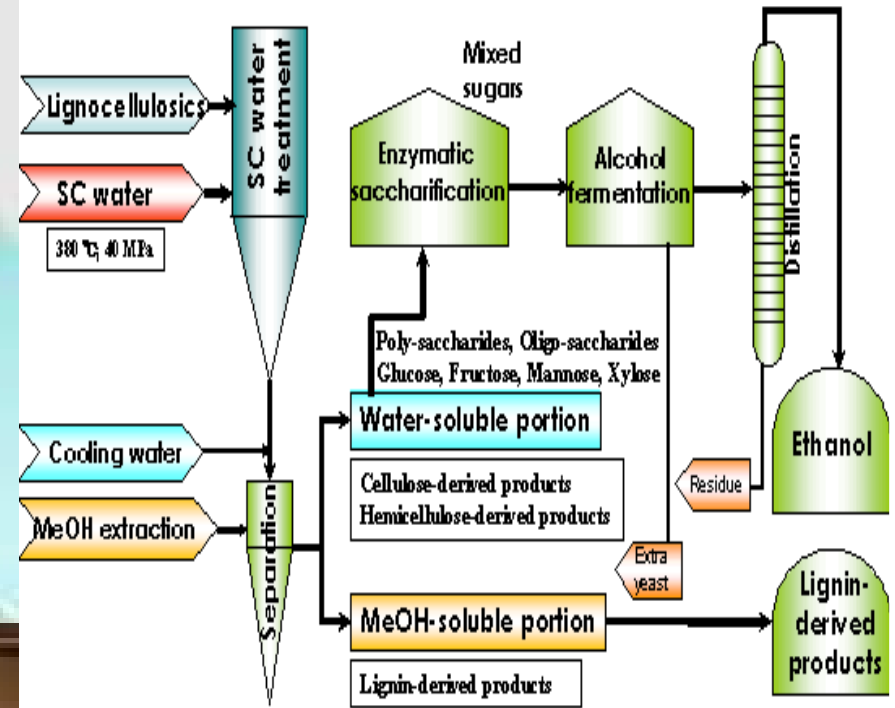 Lignocellulosics
SC water
380 ℃, 40 MPa
SC water
treatment
Cooling water
MeOH extraction
Separation
Mixed
sugars
Enzymatic
saccharification
Alcohol
fermentation
Distillation
Poly-saccharides, Oligo-saccharides
Glucose, Fructose, Mannose, Xylose
Water-soluble portion
Cellulose-derived products
Hemicellulose-derived products
Extra
yeast
Residue
Ethanol
MeOH-soluble portion
Lignin-derived products
Lignin-
derived
products